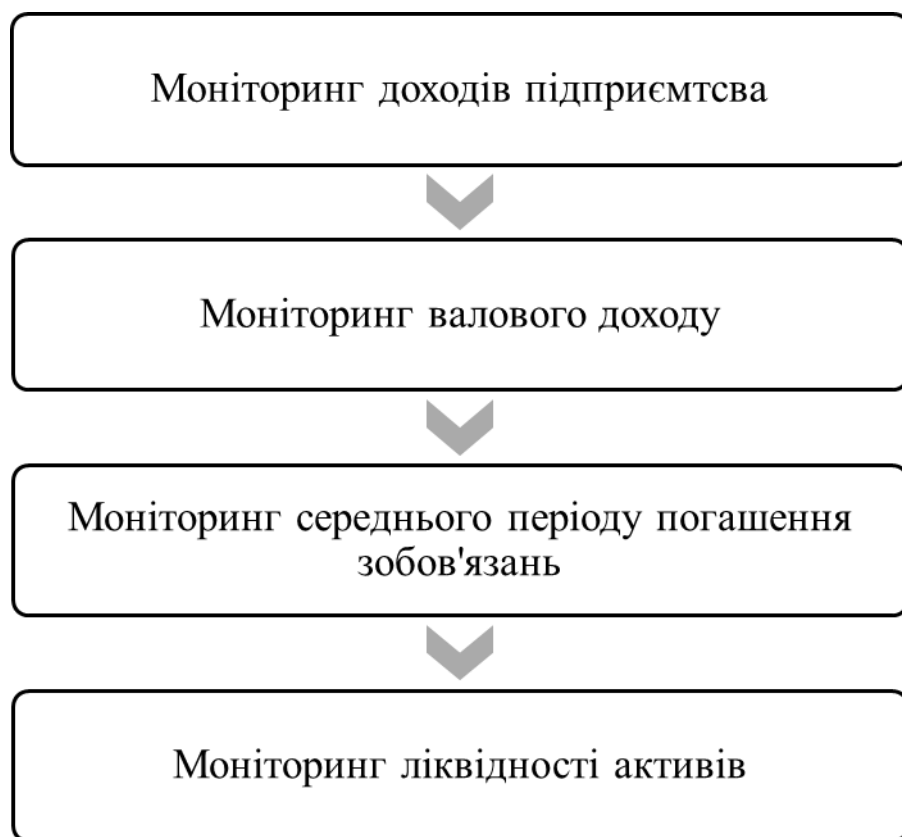 Моніторинг доходів підприємтсва
Моніторинг валового доходу
Моніторинг середнього періоду погашення
зобов'язань
Моніторинг ліквідності активів